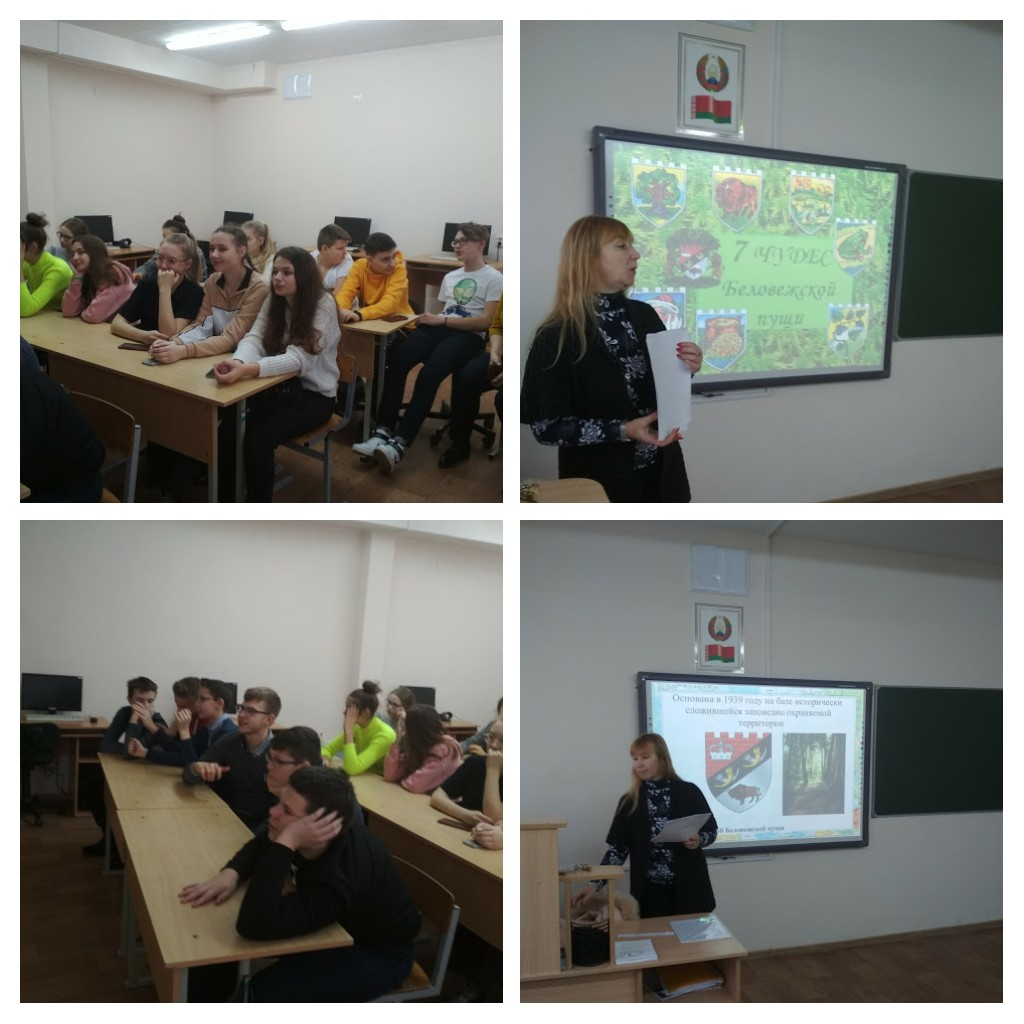 7 ЧУДЕС
Беловежской
пущи
Основана в 1939 году на базе исторически
сложившейся заповедно охраняемой
территории
Беловежской пущи